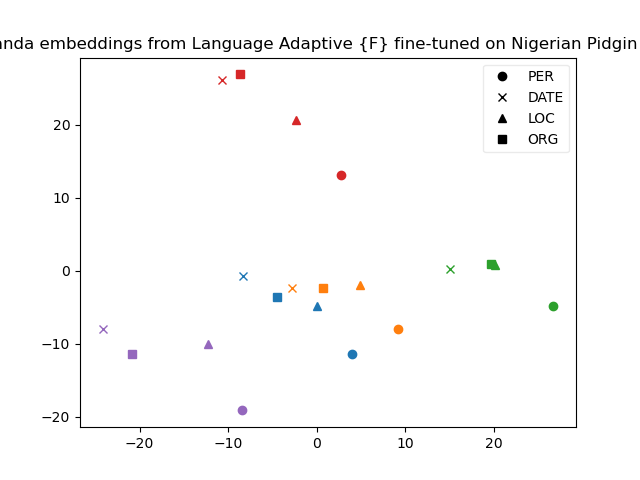 embeddings from Language Adaptive {F} fine-tuned on Nigerian Pidgin
PER
DATE
LOC
ORG
20
10
0
−10
−20
−20 −10 0 10 20